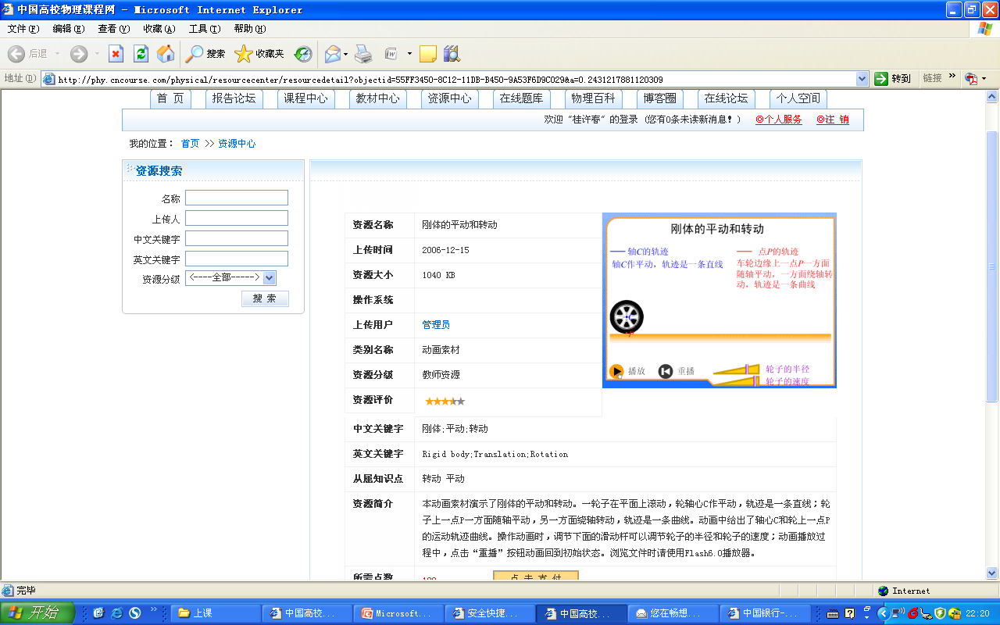 中国高校物理课程网 - Microsoft Internet Explorer
文件(F) 编辑(E) 查看(V) 收藏(A) 工具(T) 帮助(H)
后退 搜索 收藏夹
地址(D) http://phy.cncourse.com/physical/resourcecenter/resourcedetail?objectid=55FF3450-8C12-11DB-B450-9A53F6D9C029&a=0.2431217881120309 转到 链接 »
首 页 报告论坛 课程中心 教材中心 资源中心 在线题库 物理百科 博客圈 在线论坛 个人空间
欢迎 “桂许春” 的登录 (您有0条未读新消息! ) ◎个人服务 ◎注 销
我的位置： 首页 >> 资源中心
资源搜索
名称
上传人
中文关键字
英文关键字
资源分级 <----全部----->
搜 索
资源名称 刚体的平动和转动
上传时间 2006-12-15
资源大小 1040 KB
操作系统
上传用户 管理员
类别名称 动画素材
资源分级 教师资源
资源评价
刚体的平动和转动
轴C的轨迹
轴C作平动，轨迹是一条直线
点P的轨迹
车轮边缘上一点P一方面
随轴平动，一方面绕轴转
动，轨迹是一条曲线
C
P
播放 重播
轮子的半径
轮子的速度
中文关键字 刚体;平动;转动
英文关键字 Rigid body;Translation;Rotation
从属知识点 转动 平动
资源简介 本动画素材演示了刚体的平动和转动。一轮子在平面上滚动，轮轴心C作平动，轨迹是一条直线；轮
子上一点P一方面随轴平动，另一方面绕轴转动，轨迹是一条曲线。动画中给出了轴心C和轮上一点P
的运动轨迹曲线。操作动画时，调节下面的滑动杆可以调节轮子的半径和轮子的速度；动画播放过
程中，点击“重播”按钮动画回到初始状态。浏览文件时请使用Flash6.0播放器。
所需点数 100 点 击 支 付
完毕 Internet
开始 » 上课 中国高校... Microsoft... 安全快捷... 中国高校... 您在畅想... 中国银行-... 22:20